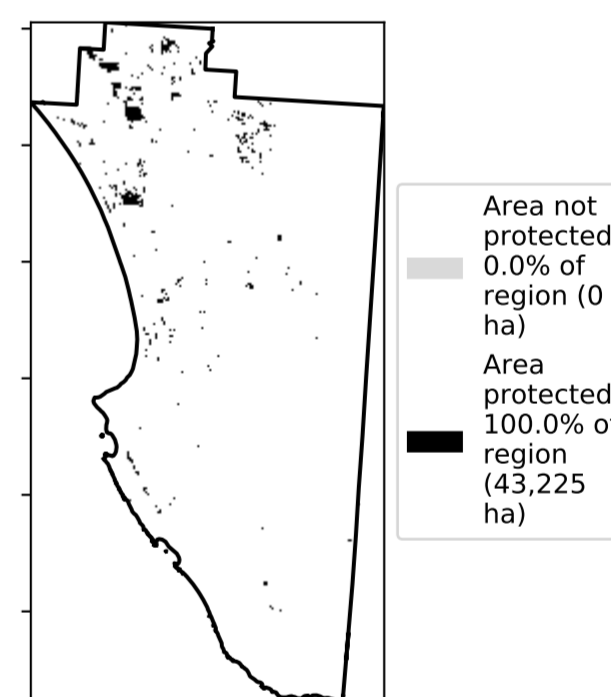 Area not
protected
0.0% of
region (0
ha)
Area
protected
100.0% of
region
(43,225
ha)